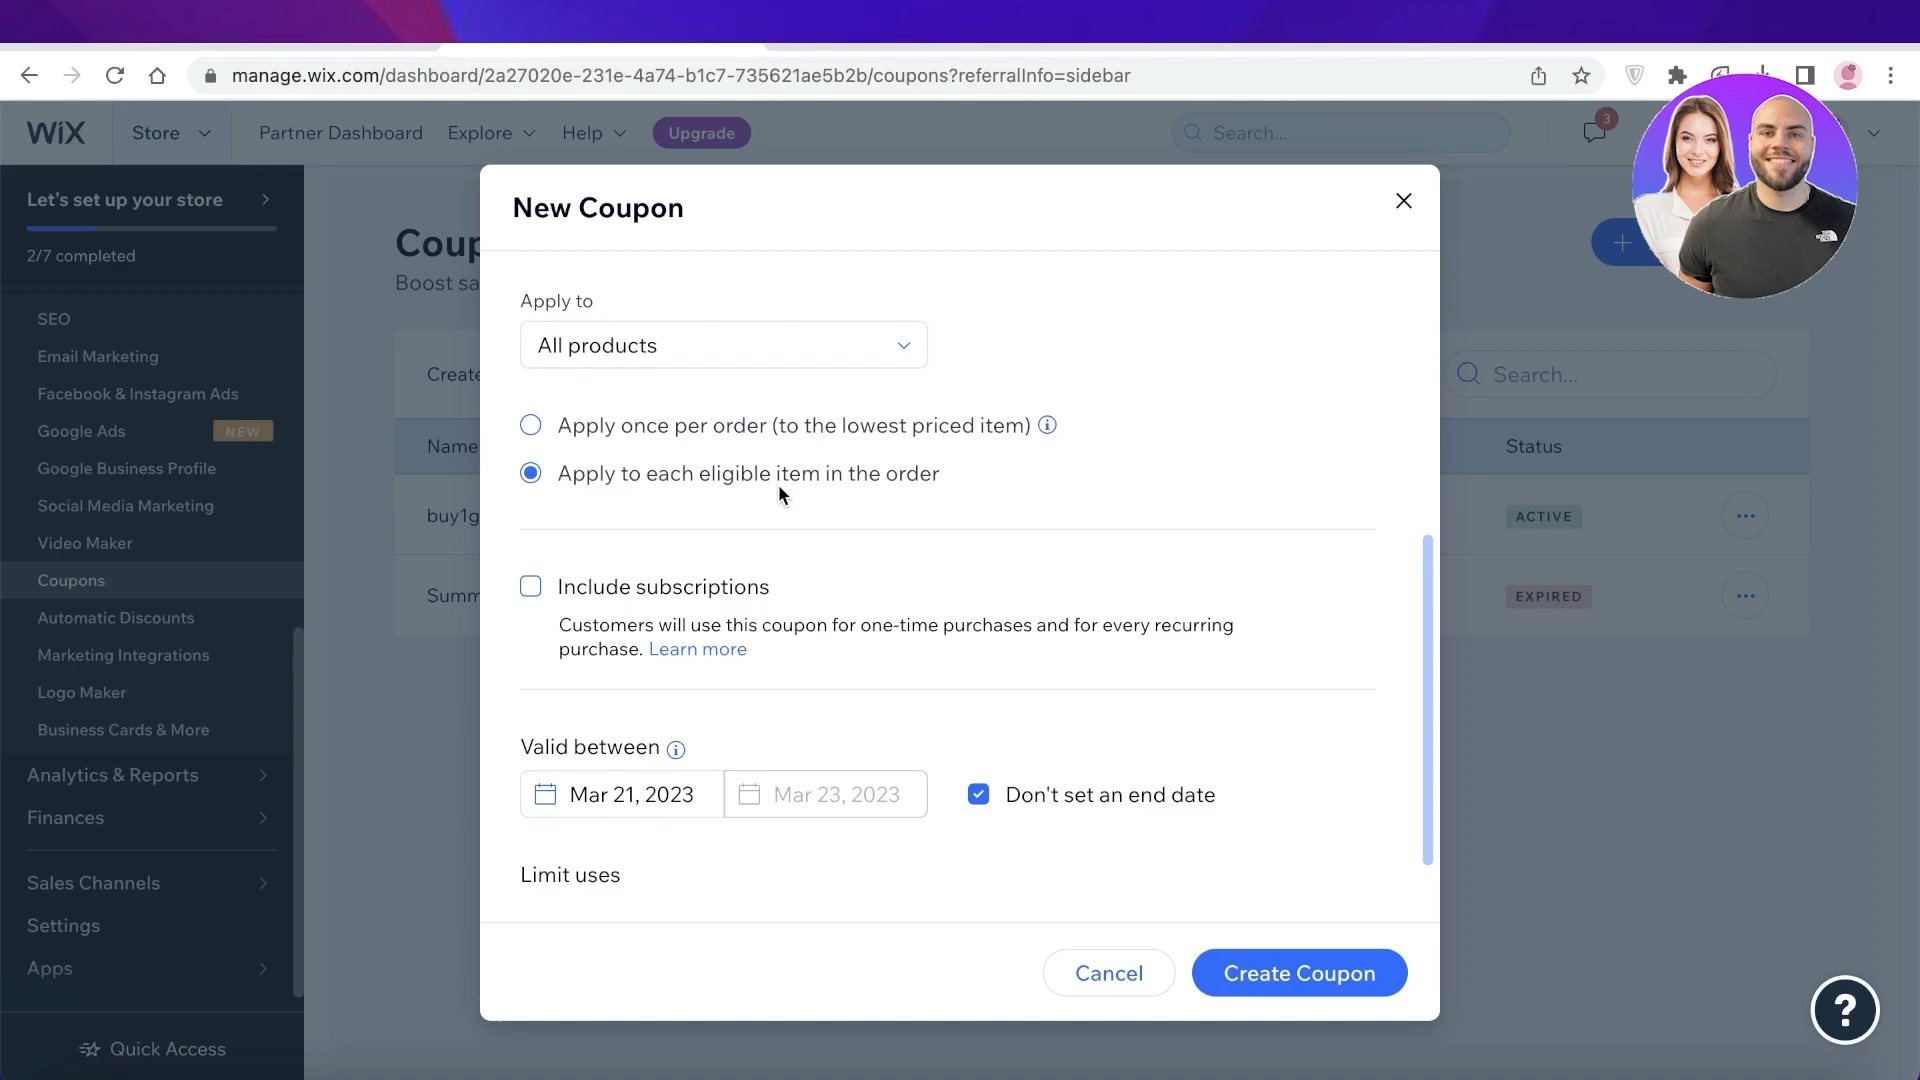 manage.wix.com/dashboard/2a27020e-231e-4a74-b1c7-735621ae5b2b/coupons?referralInfo=sidebar
WiX
Store
Partner Dashboard
Explore
Help
Upgrade
Search...
3
Let's set up your store
2/7 completed
SEO
Email Marketing
Facebook & Instagram Ads
Google Ads
NEW
Google Business Profile
Social Media Marketing
Video Maker
Coupons
Automatic Discounts
Marketing Integrations
Logo Maker
Business Cards & More
Analytics & Reports
Finances
Sales Channels
Settings
Apps
Quick Access
Coup
Boost sa
Create
Search...
Name
Status
buy1g
ACTIVE
Summ
EXPIRED
New Coupon
Apply to
All products
Apply once per order (to the lowest priced item)
Apply to each eligible item in the order
Include subscriptions
Customers will use this coupon for one-time purchases and for every recurring
purchase. Learn more
Valid between
Mar 21, 2023
Mar 23, 2023
Don't set an end date
Limit uses
Cancel
Create Coupon
?